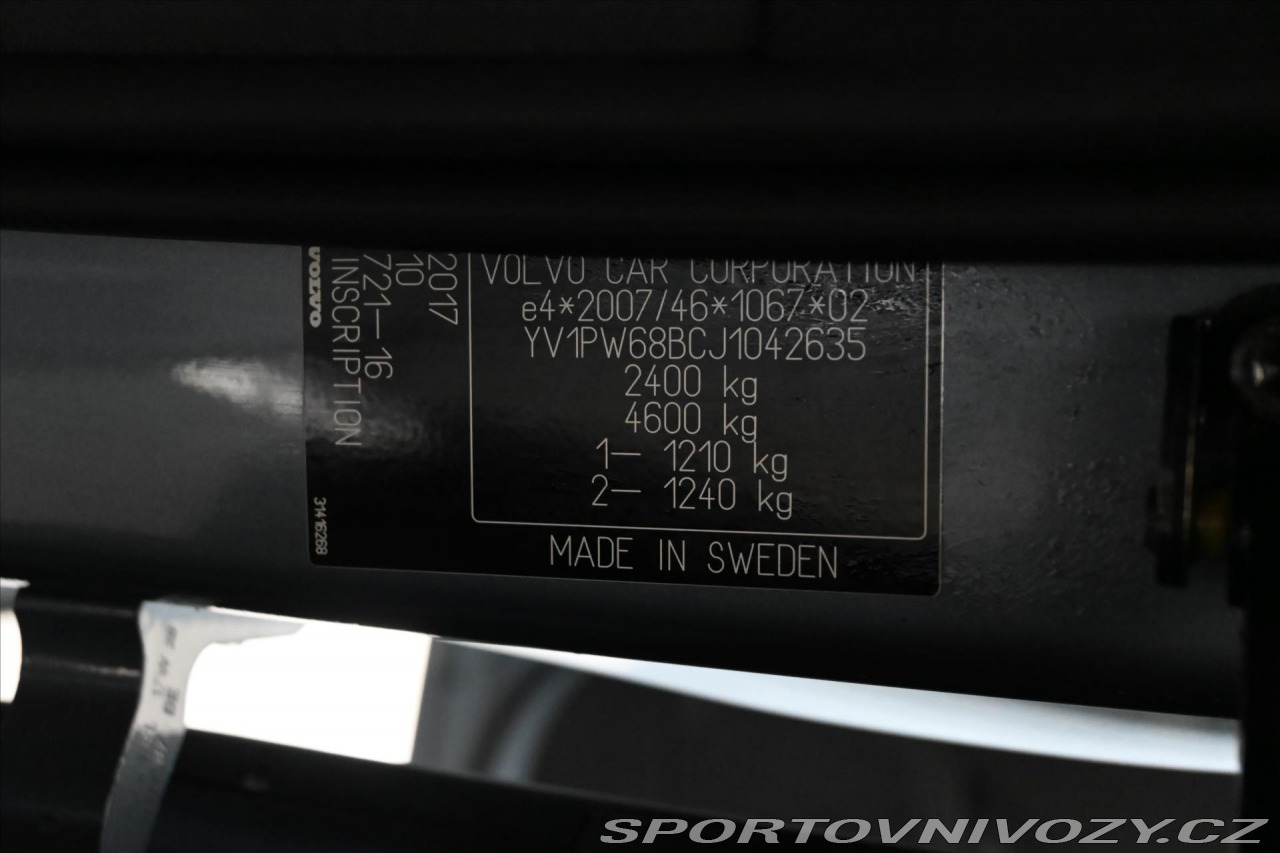 VOLVO CAR CORPORATION
e4*2007/46*1067*02
YV1PW68BCJ1042635
2400 kg
4600 kg
1— 1210 kg
2— 1240 kg
MADE IN SWEDEN
2017
10
721—16
INSCRIPTION
VOLVO
31416268
SPORTOVNIVOZY.CZ